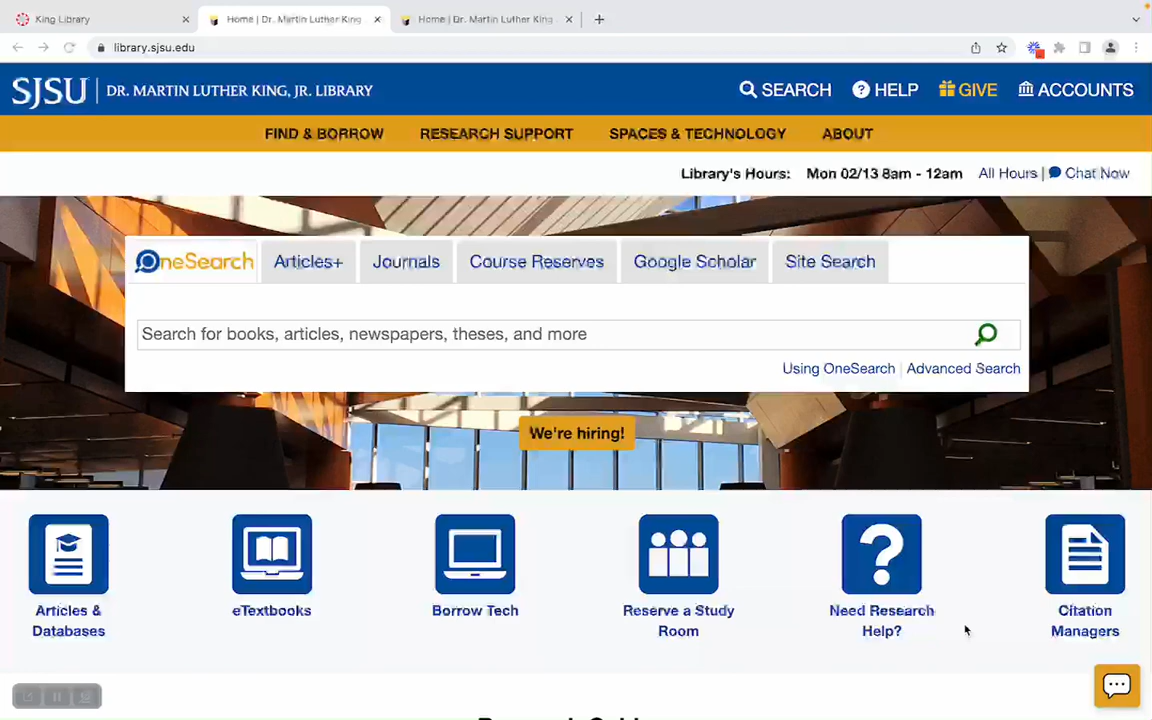 King Library
Home | Dr. Martin Luther King
Home | Dr. Martin Luther King
library.sjsu.edu
SJSU | DR. MARTIN LUTHER KING, JR. LIBRARY
SEARCH HELP GIVE ACCOUNTS
FIND & BORROW RESEARCH SUPPORT SPACES & TECHNOLOGY ABOUT
Library's Hours: Mon 02/13 8am - 12am All Hours | Chat Now
OneSearch Articles+ Journals Course Reserves Google Scholar Site Search
Search for books, articles, newspapers, theses, and more
Using OneSearch | Advanced Search
We're hiring!
Articles & Databases
eTextbooks
Borrow Tech
Reserve a Study Room
Need Research Help?
Citation Managers